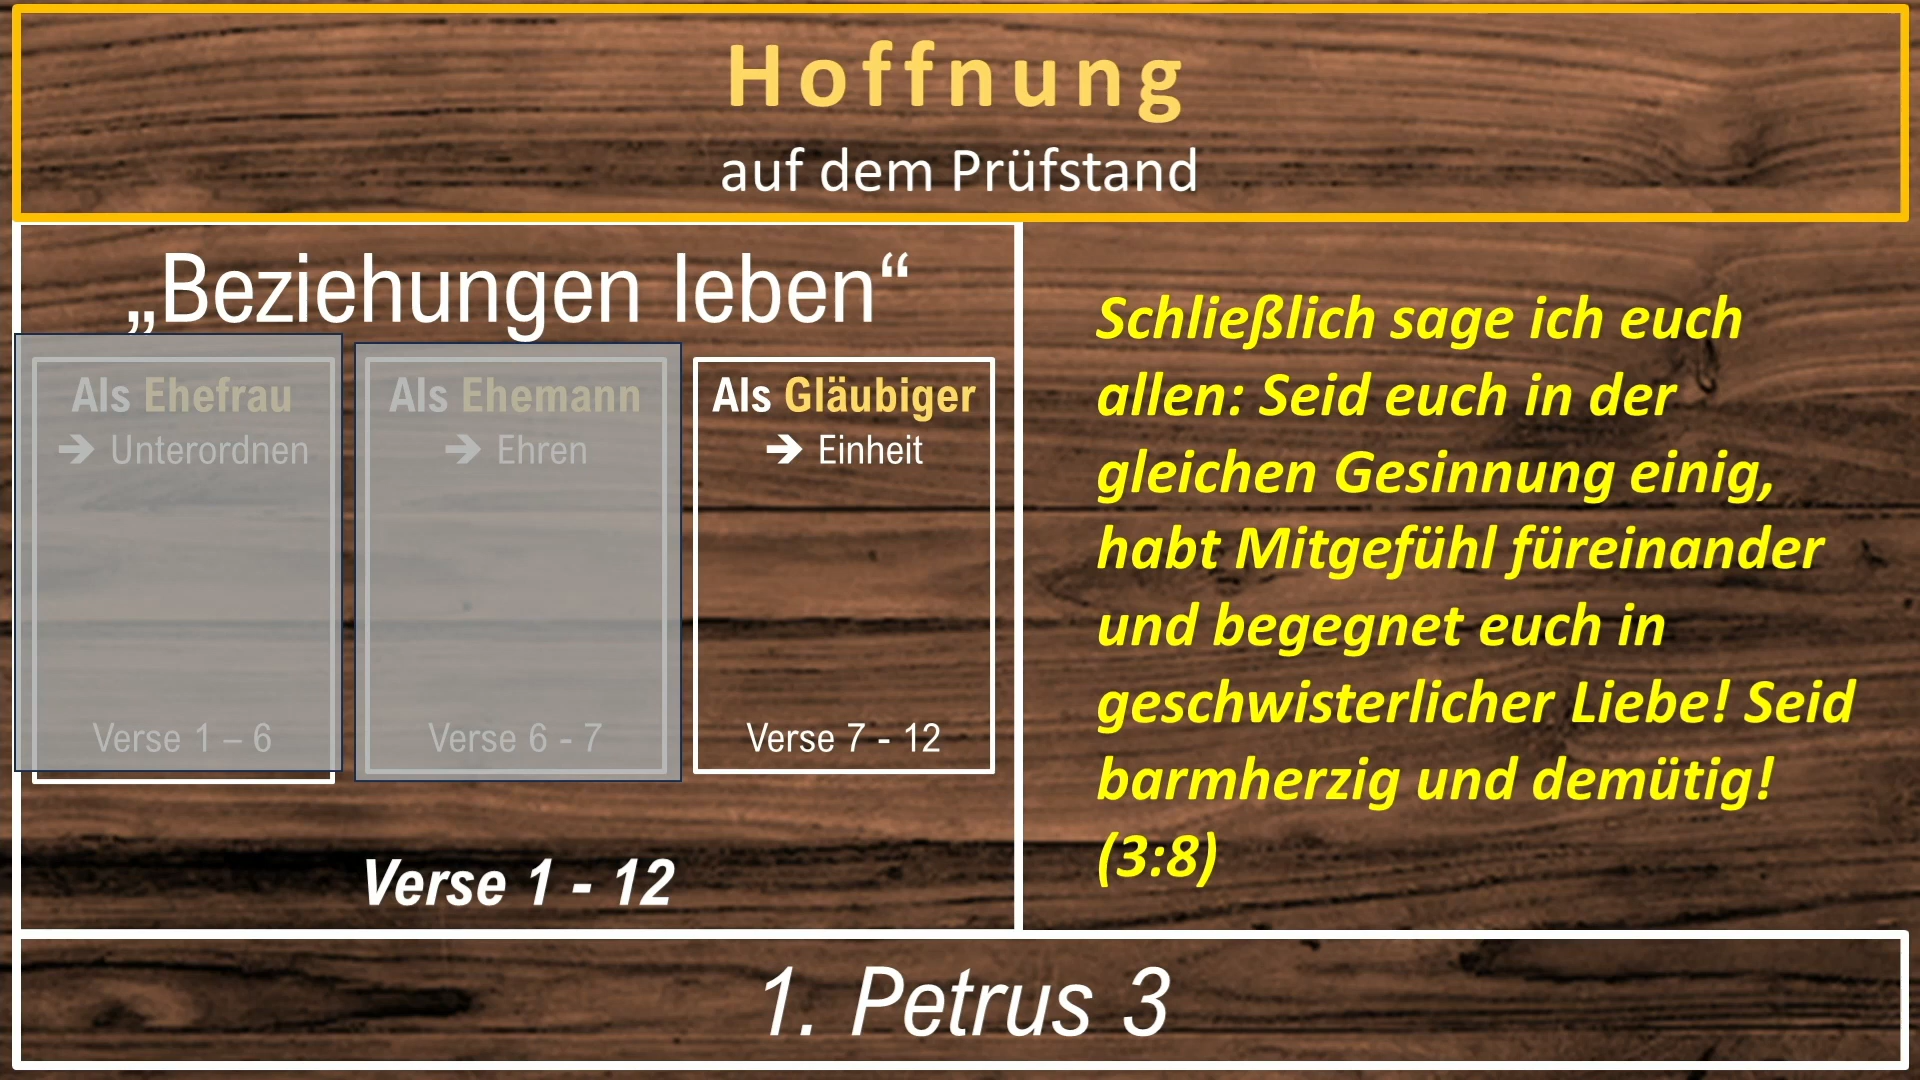 Hoffnung
auf dem Prüfstand
„Beziehungen leben“
Als Ehefrau
➔ Unterordnen
Verse 1 – 6
Als Ehemann
➔ Ehren
Verse 6 - 7
Als Gläubiger
➔ Einheit
Verse 7 - 12
Verse 1 - 12
Schließlich sage ich euch
allen: Seid euch in der
gleichen Gesinnung einig,
habt Mitgefühl füreinander
und begegnet euch in
geschwisterlicher Liebe! Seid
barmherzig und demütig!
(3:8)
1. Petrus 3